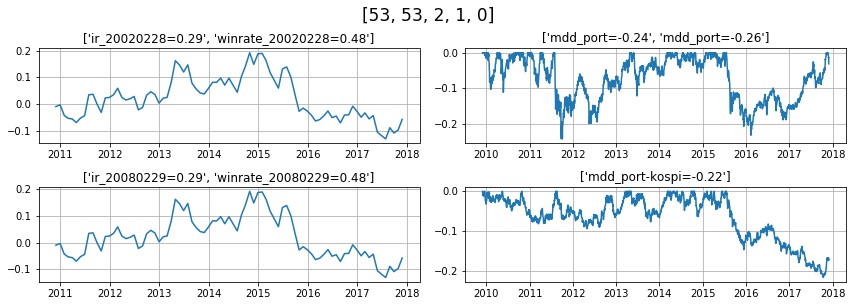 [53, 53, 2, 1, 0]
['ir_20020228=0.29', 'winrate_20020228=0.48']
0.2
0.1
0.0
−0.1
2011 2012 2013 2014 2015 2016 2017 2018
['mdd_port=-0.24', 'mdd_port=-0.26']
0.0
−0.1
−0.2
2010 2011 2012 2013 2014 2015 2016 2017 2018
['ir_20080229=0.29', 'winrate_20080229=0.48']
0.2
0.1
0.0
−0.1
2011 2012 2013 2014 2015 2016 2017 2018
['mdd_port-kospi=-0.22']
0.0
−0.1
−0.2
2010 2011 2012 2013 2014 2015 2016 2017 2018